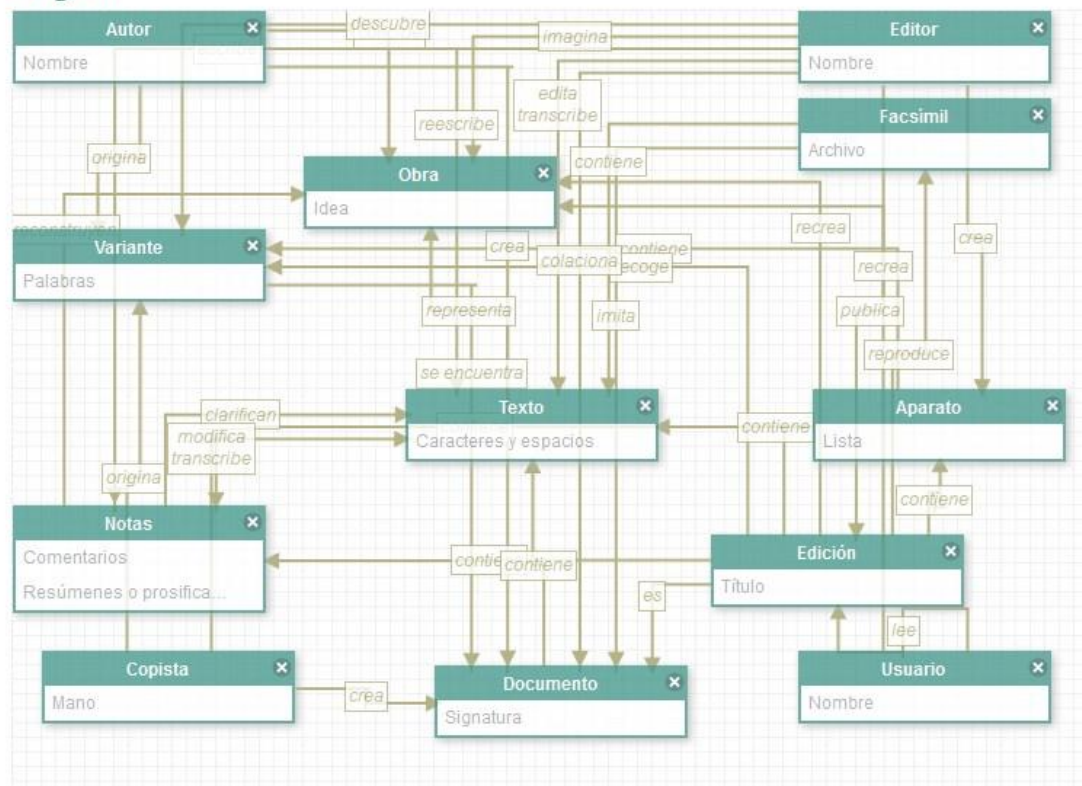 descubre
Autor
imagina
Editor
Nombre
Nombre
edita
transcribe
reescribe
Facsímil
origina
contiene
Archivo
Obra
Idea
recrea
crea
Variante
crea
contiene
Palabras
colaciona
recoge
recrea
representa
imita
publica
reproduce
se encuentra
Texto
Aparato
clarifican
Caracteres y espacios
contiene
Lista
modifica
transcribe
origina
contiene
Notas
Comentarios
contiene
Edición
Resúmenes o prosifica...
Título
es
lee
Copista
Documento
Usuario
Mano
crea
Signatura
Nombre